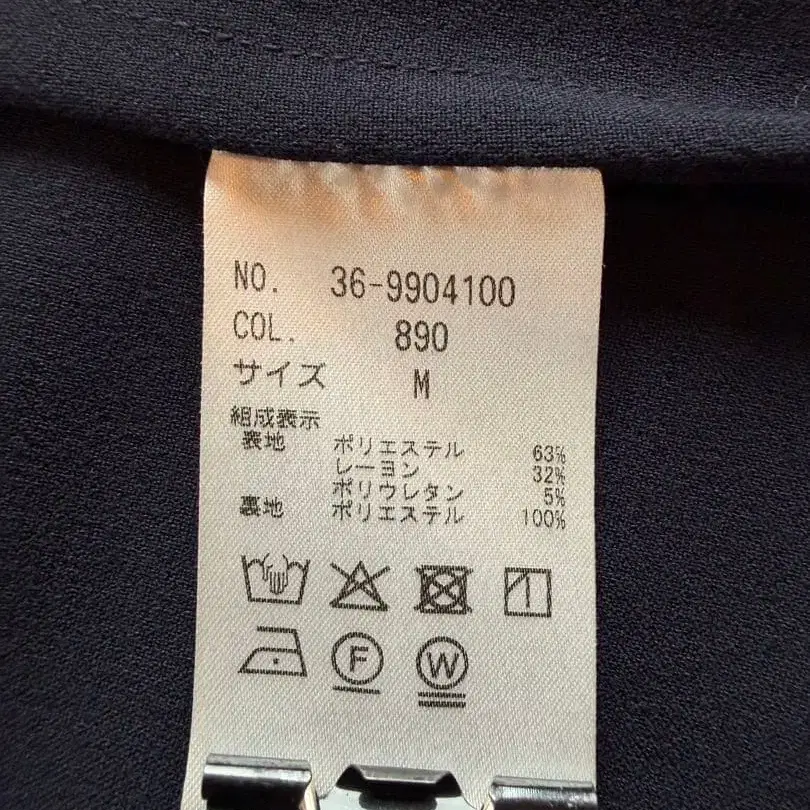 NO. 36-9904100
COL. 890
サイズ M
組成表示
表地 ポリエステル 63%
レーヨン 32%
ポリウレタン 5%
裏地 ポリエステル 100%
F W